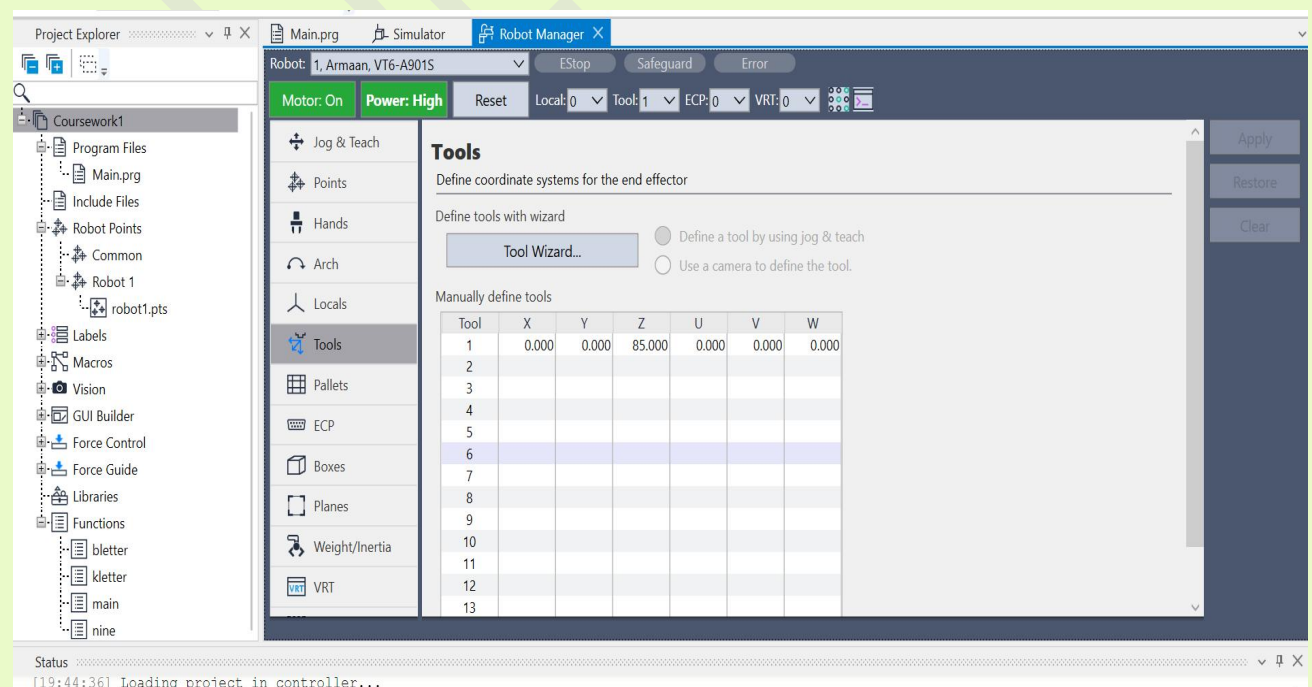 Project Explorer
Main.prg
Simulator
Robot Manager
Robot: 1, Armaan, VT6-A901S
EStop
Safeguard
Error
Motor: On
Power: High
Reset
Local: 0
Tool: 1
ECP: 0
VRT: 0
Coursework1
Program Files
Main.prg
Include Files
Robot Points
Common
Robot 1
robot1.pts
Labels
Macros
Vision
GUI Builder
Force Control
Force Guide
Libraries
Functions
bletter
kletter
main
nine
Jog & Teach
Points
Hands
Arch
Locals
Tools
Pallets
ECP
Boxes
Planes
Weight/Inertia
VRT
VRT
Tools
Define coordinate systems for the end effector
Define tools with wizard
Tool Wizard...
Define a tool by using jog & teach
Use a camera to define the tool.
Manually define tools
Tool X Y Z U V W
1 0.000 0.000 85.000 0.000 0.000 0.000
2
3
4
5
6
7
8
9
10
11
12
13
Apply
Restore
Clear
Status
[19:44:36] Loading project in controller...